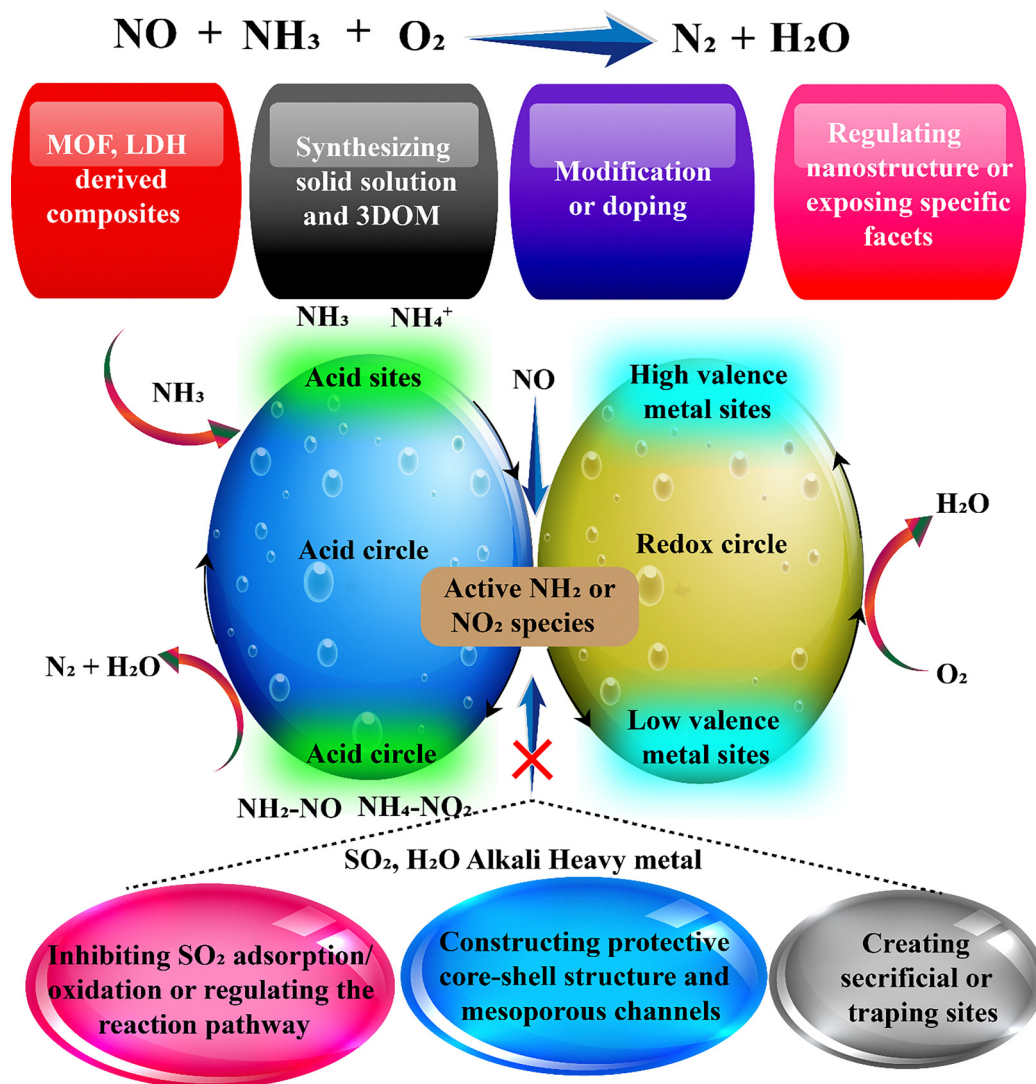 NO + NH₃ + O₂ N₂ + H₂O
MOF, LDH
derived
composites
Synthesizing
solid solution
and 3DOM
Modification
or doping
Regulating
nanostructure or
exposing specific
facets
NH₃ NH₄⁺
Acid sites
NH₃
NO
High valence
metal sites
H₂O
Acid circle
Redox circle
Active NH₂ or
NO₂ species
N₂ + H₂O
O₂
Acid circle
Low valence
metal sites
NH₂-NO NH₄-NO₂
SO₂, H₂O Alkali Heavy metal
Inhibiting SO₂ adsorption/
oxidation or regulating the
reaction pathway
Constructing protective
core-shell structure and
mesoporous channels
Creating
secrificial or
traping sites